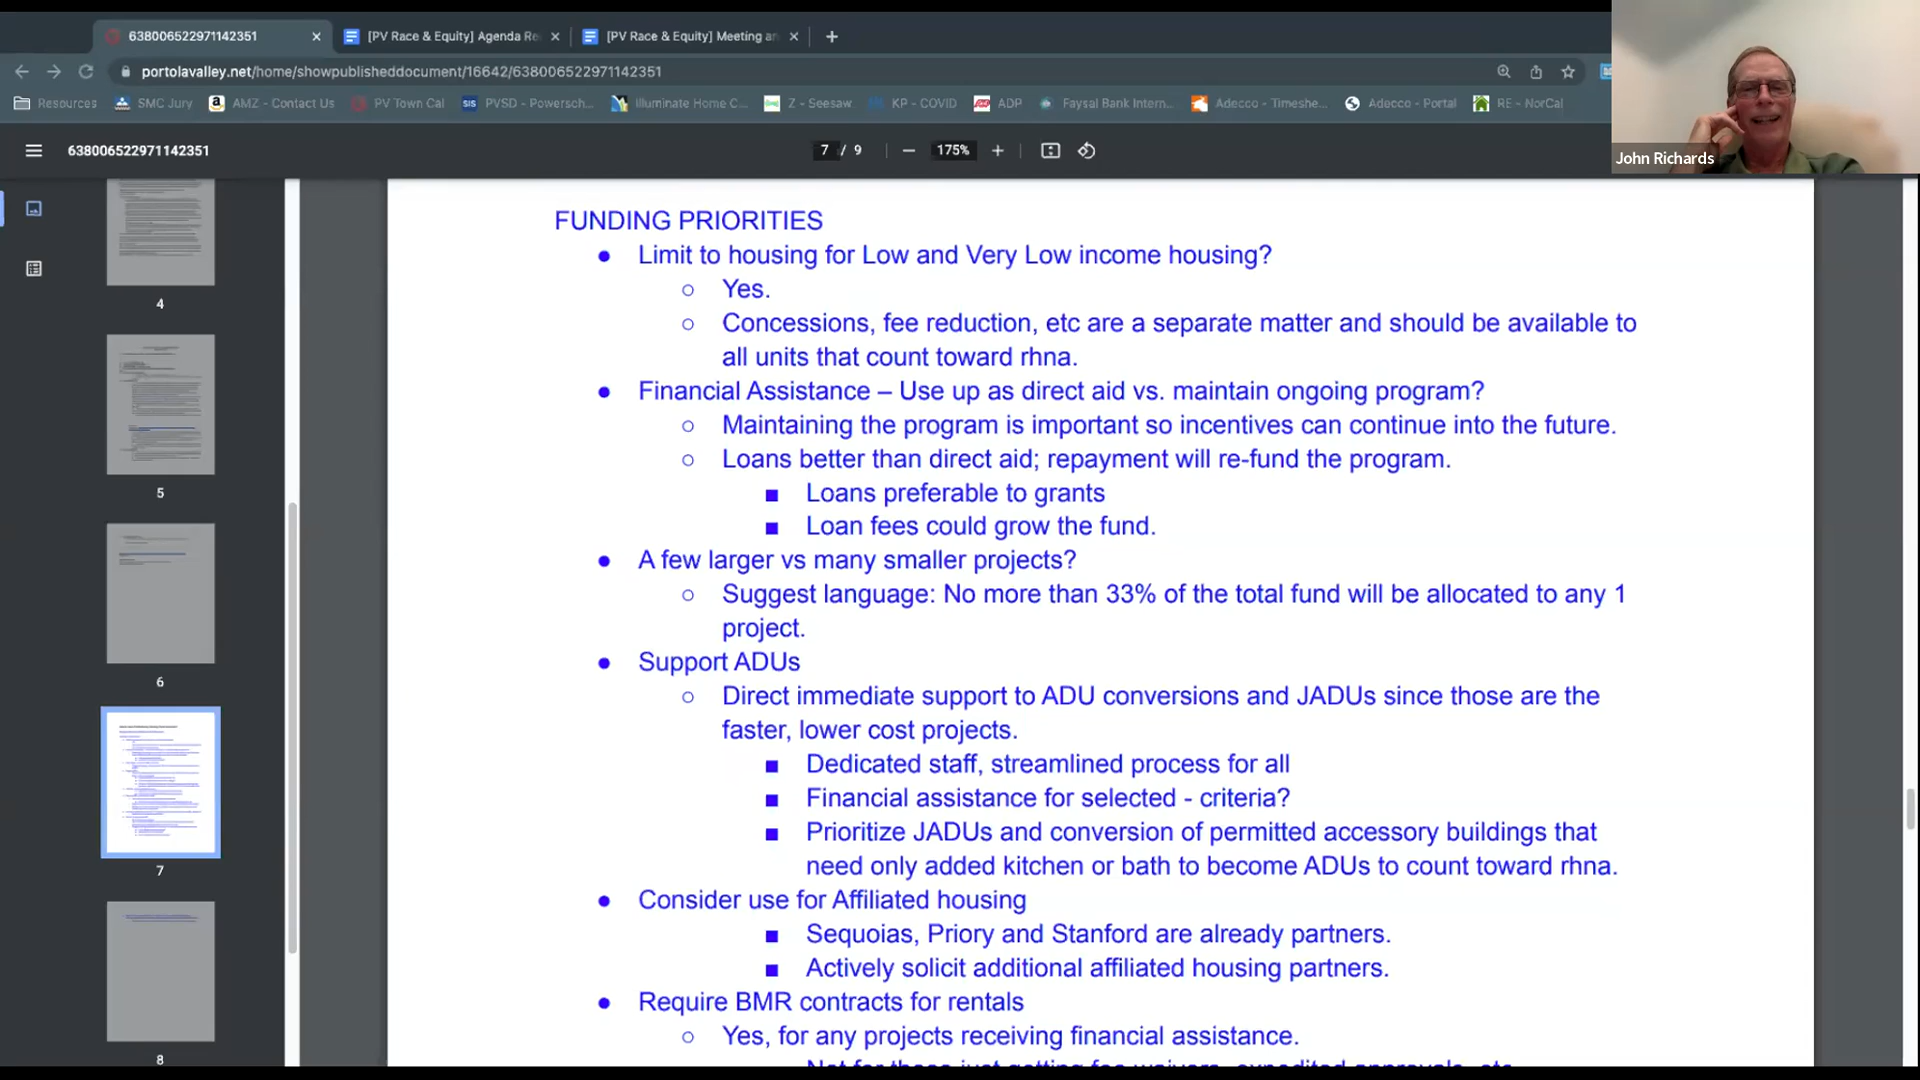 638006522971142351
[PV Race & Equity] Agenda Re
[PV Race & Equity] Meeting an
portolavalley.net/home/showpublisheddocument/16642/638006522971142351
Resources
SMC Jury
AMZ - Contact Us
PV Town Cal
SIS
PVSD - Powersch...
Illuminate Home C...
Z - Seesaw
KP - COVID
ADP
Faysal Bank Intern...
Adecco - Timeshe...
Adecco - Portal
RE - NorCal
638006522971142351
7 / 9
175%
John Richards
4
5
6
7
8
FUNDING PRIORITIES
● Limit to housing for Low and Very Low income housing?
○ Yes.
○ Concessions, fee reduction, etc are a separate matter and should be available to
all units that count toward rhna.
● Financial Assistance – Use up as direct aid vs. maintain ongoing program?
○ Maintaining the program is important so incentives can continue into the future.
○ Loans better than direct aid; repayment will re-fund the program.
■ Loans preferable to grants
■ Loan fees could grow the fund.
● A few larger vs many smaller projects?
○ Suggest language: No more than 33% of the total fund will be allocated to any 1
project.
● Support ADUs
○ Direct immediate support to ADU conversions and JADUs since those are the
faster, lower cost projects.
■ Dedicated staff, streamlined process for all
■ Financial assistance for selected - criteria?
■ Prioritize JADUs and conversion of permitted accessory buildings that
need only added kitchen or bath to become ADUs to count toward rhna.
● Consider use for Affiliated housing
■ Sequoias, Priory and Stanford are already partners.
■ Actively solicit additional affiliated housing partners.
● Require BMR contracts for rentals
○ Yes, for any projects receiving financial assistance.
Not for those just getting fee waivers, expedited approvals, etc